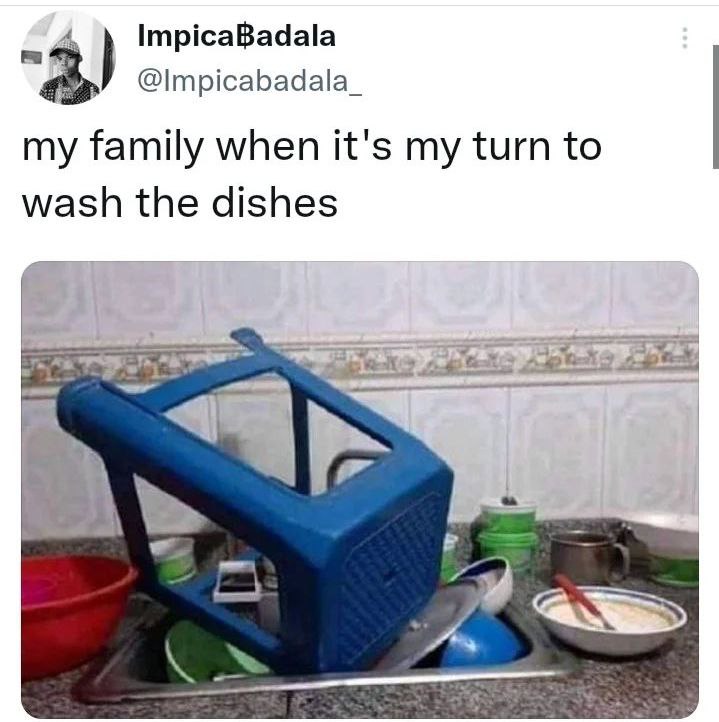 Impica฿adala
@Impicabadala_
my family when it's my turn to
wash the dishes